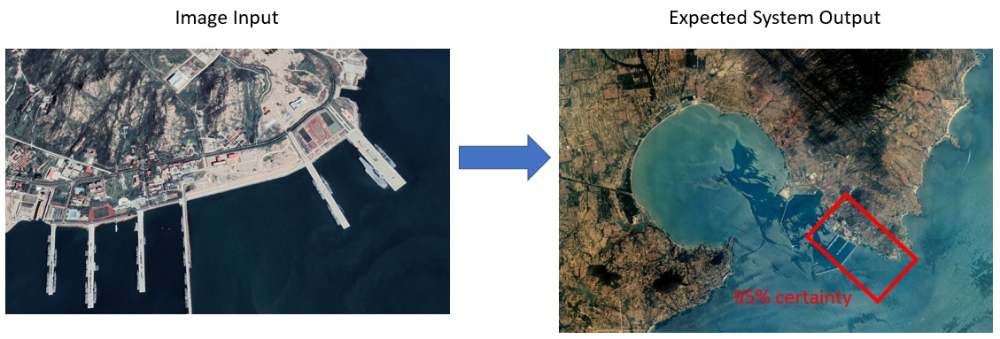 Image Input
Expected System Output
95% certainty